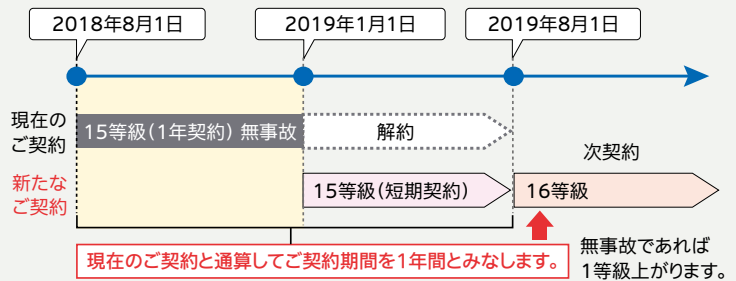 2018年8月1日
2019年1月1日
2019年8月1日
現在の
ご契約
15等級(1年契約) 無事故
解約
次契約
新たな
ご契約
15等級(短期契約)
16等級
現在のご契約と通算してご契約期間を1年間とみなします。
無事故であれば
1等級上がります。